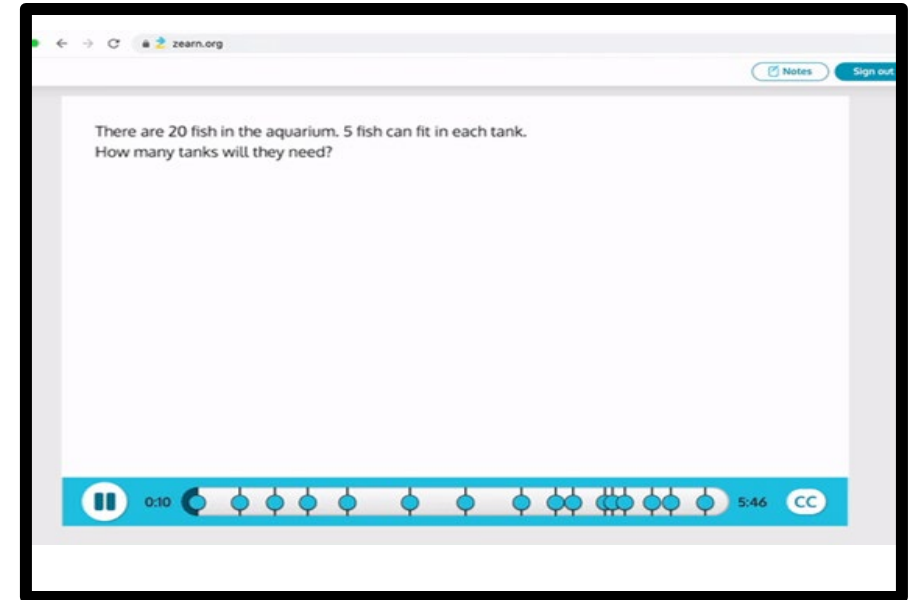 zearn.org
Notes
Sign out
There are 20 fish in the aquarium. 5 fish can fit in each tank.
How many tanks will they need?
0:10
5:46
CC